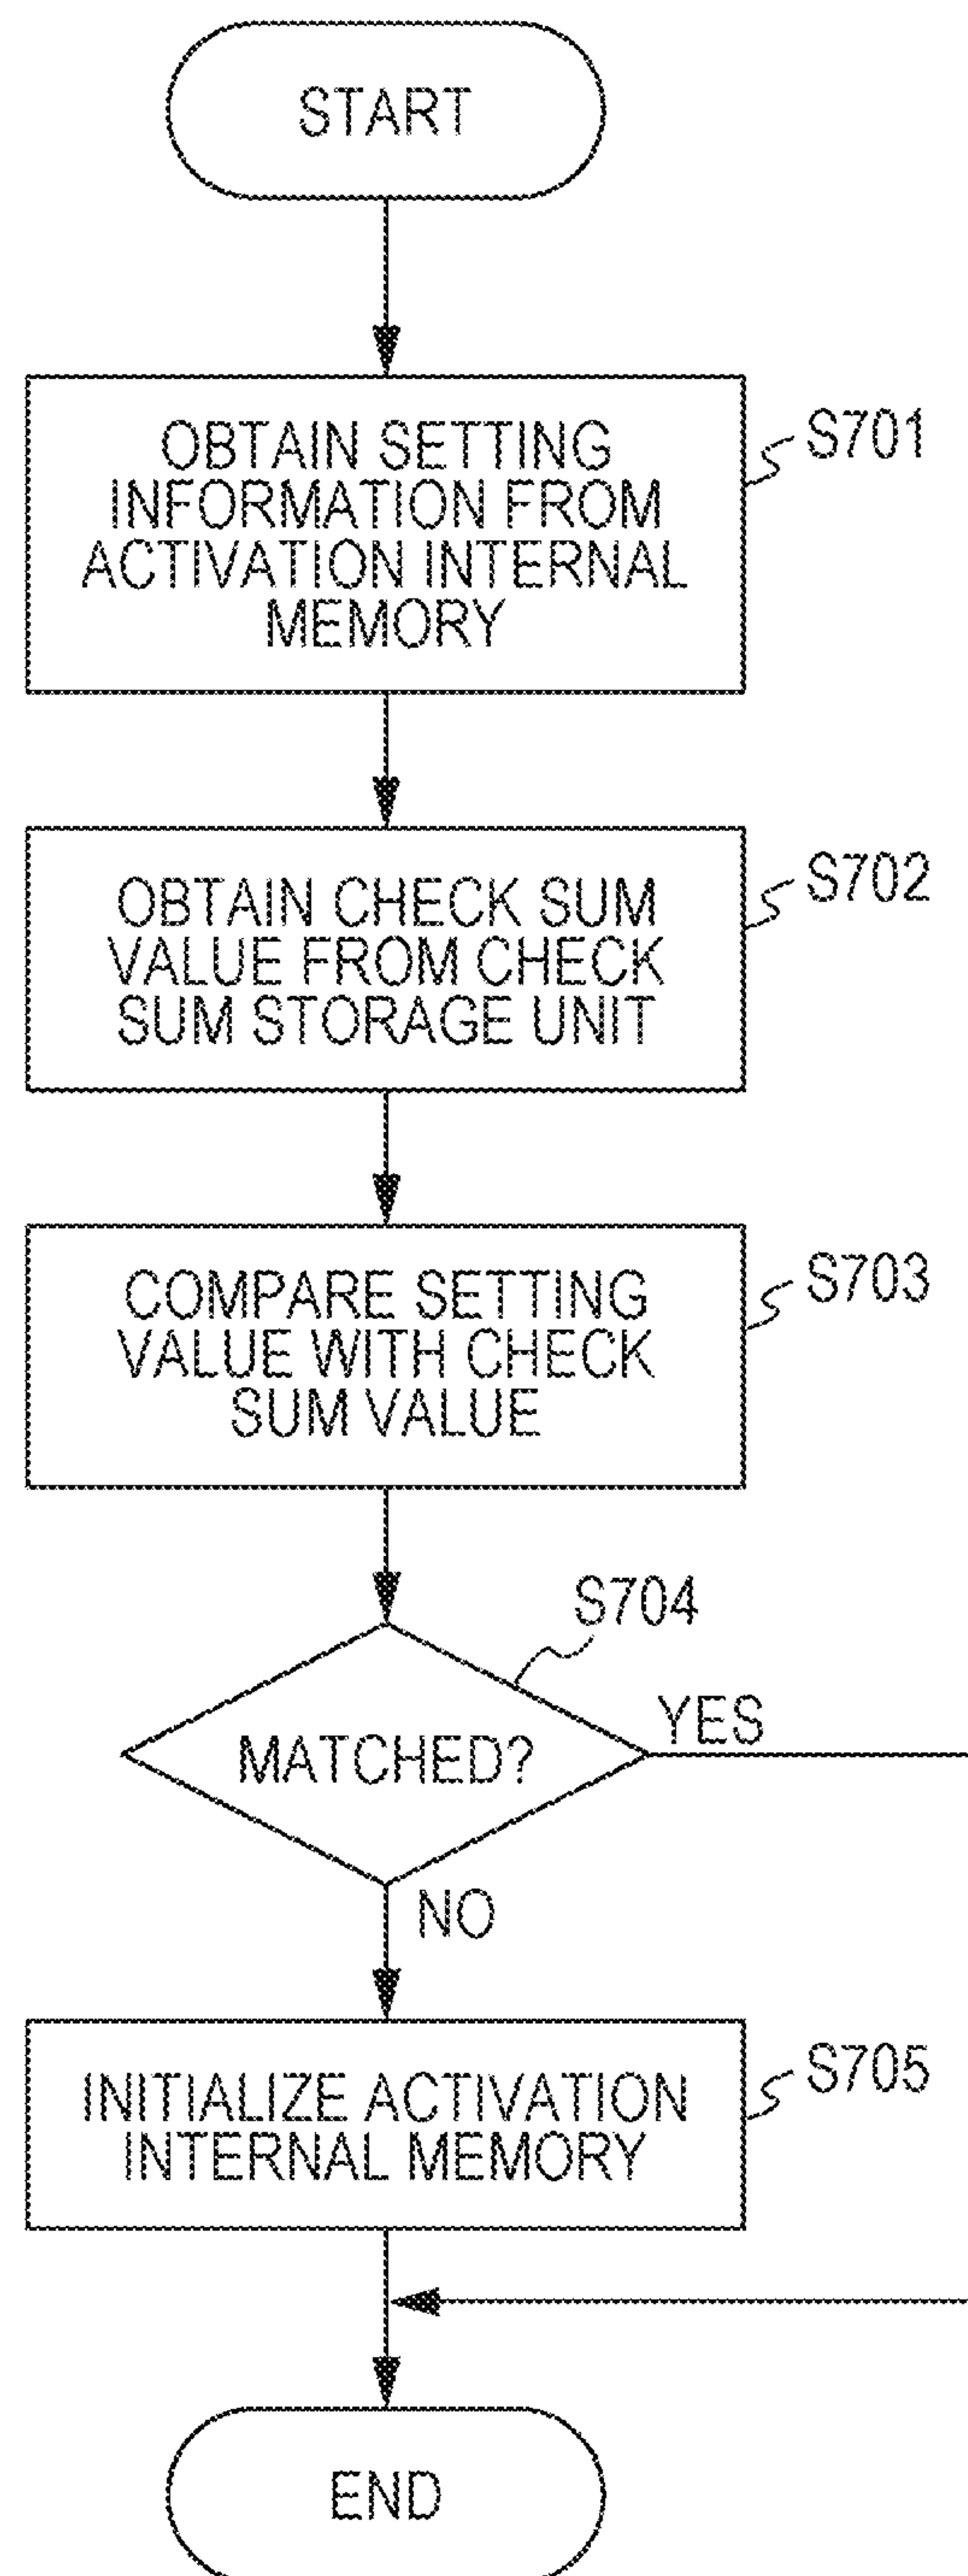 START
OBTAIN SETTING
INFORMATION FROM
ACTIVATION INTERNAL
MEMORY
S701
OBTAIN CHECK SUM
VALUE FROM CHECK
SUM STORAGE UNIT
S702
COMPARE SETTING
VALUE WITH CHECK
SUM VALUE
S703
S704
MATCHED?
YES
NO
INITIALIZE ACTIVATION
INTERNAL MEMORY
S705
END